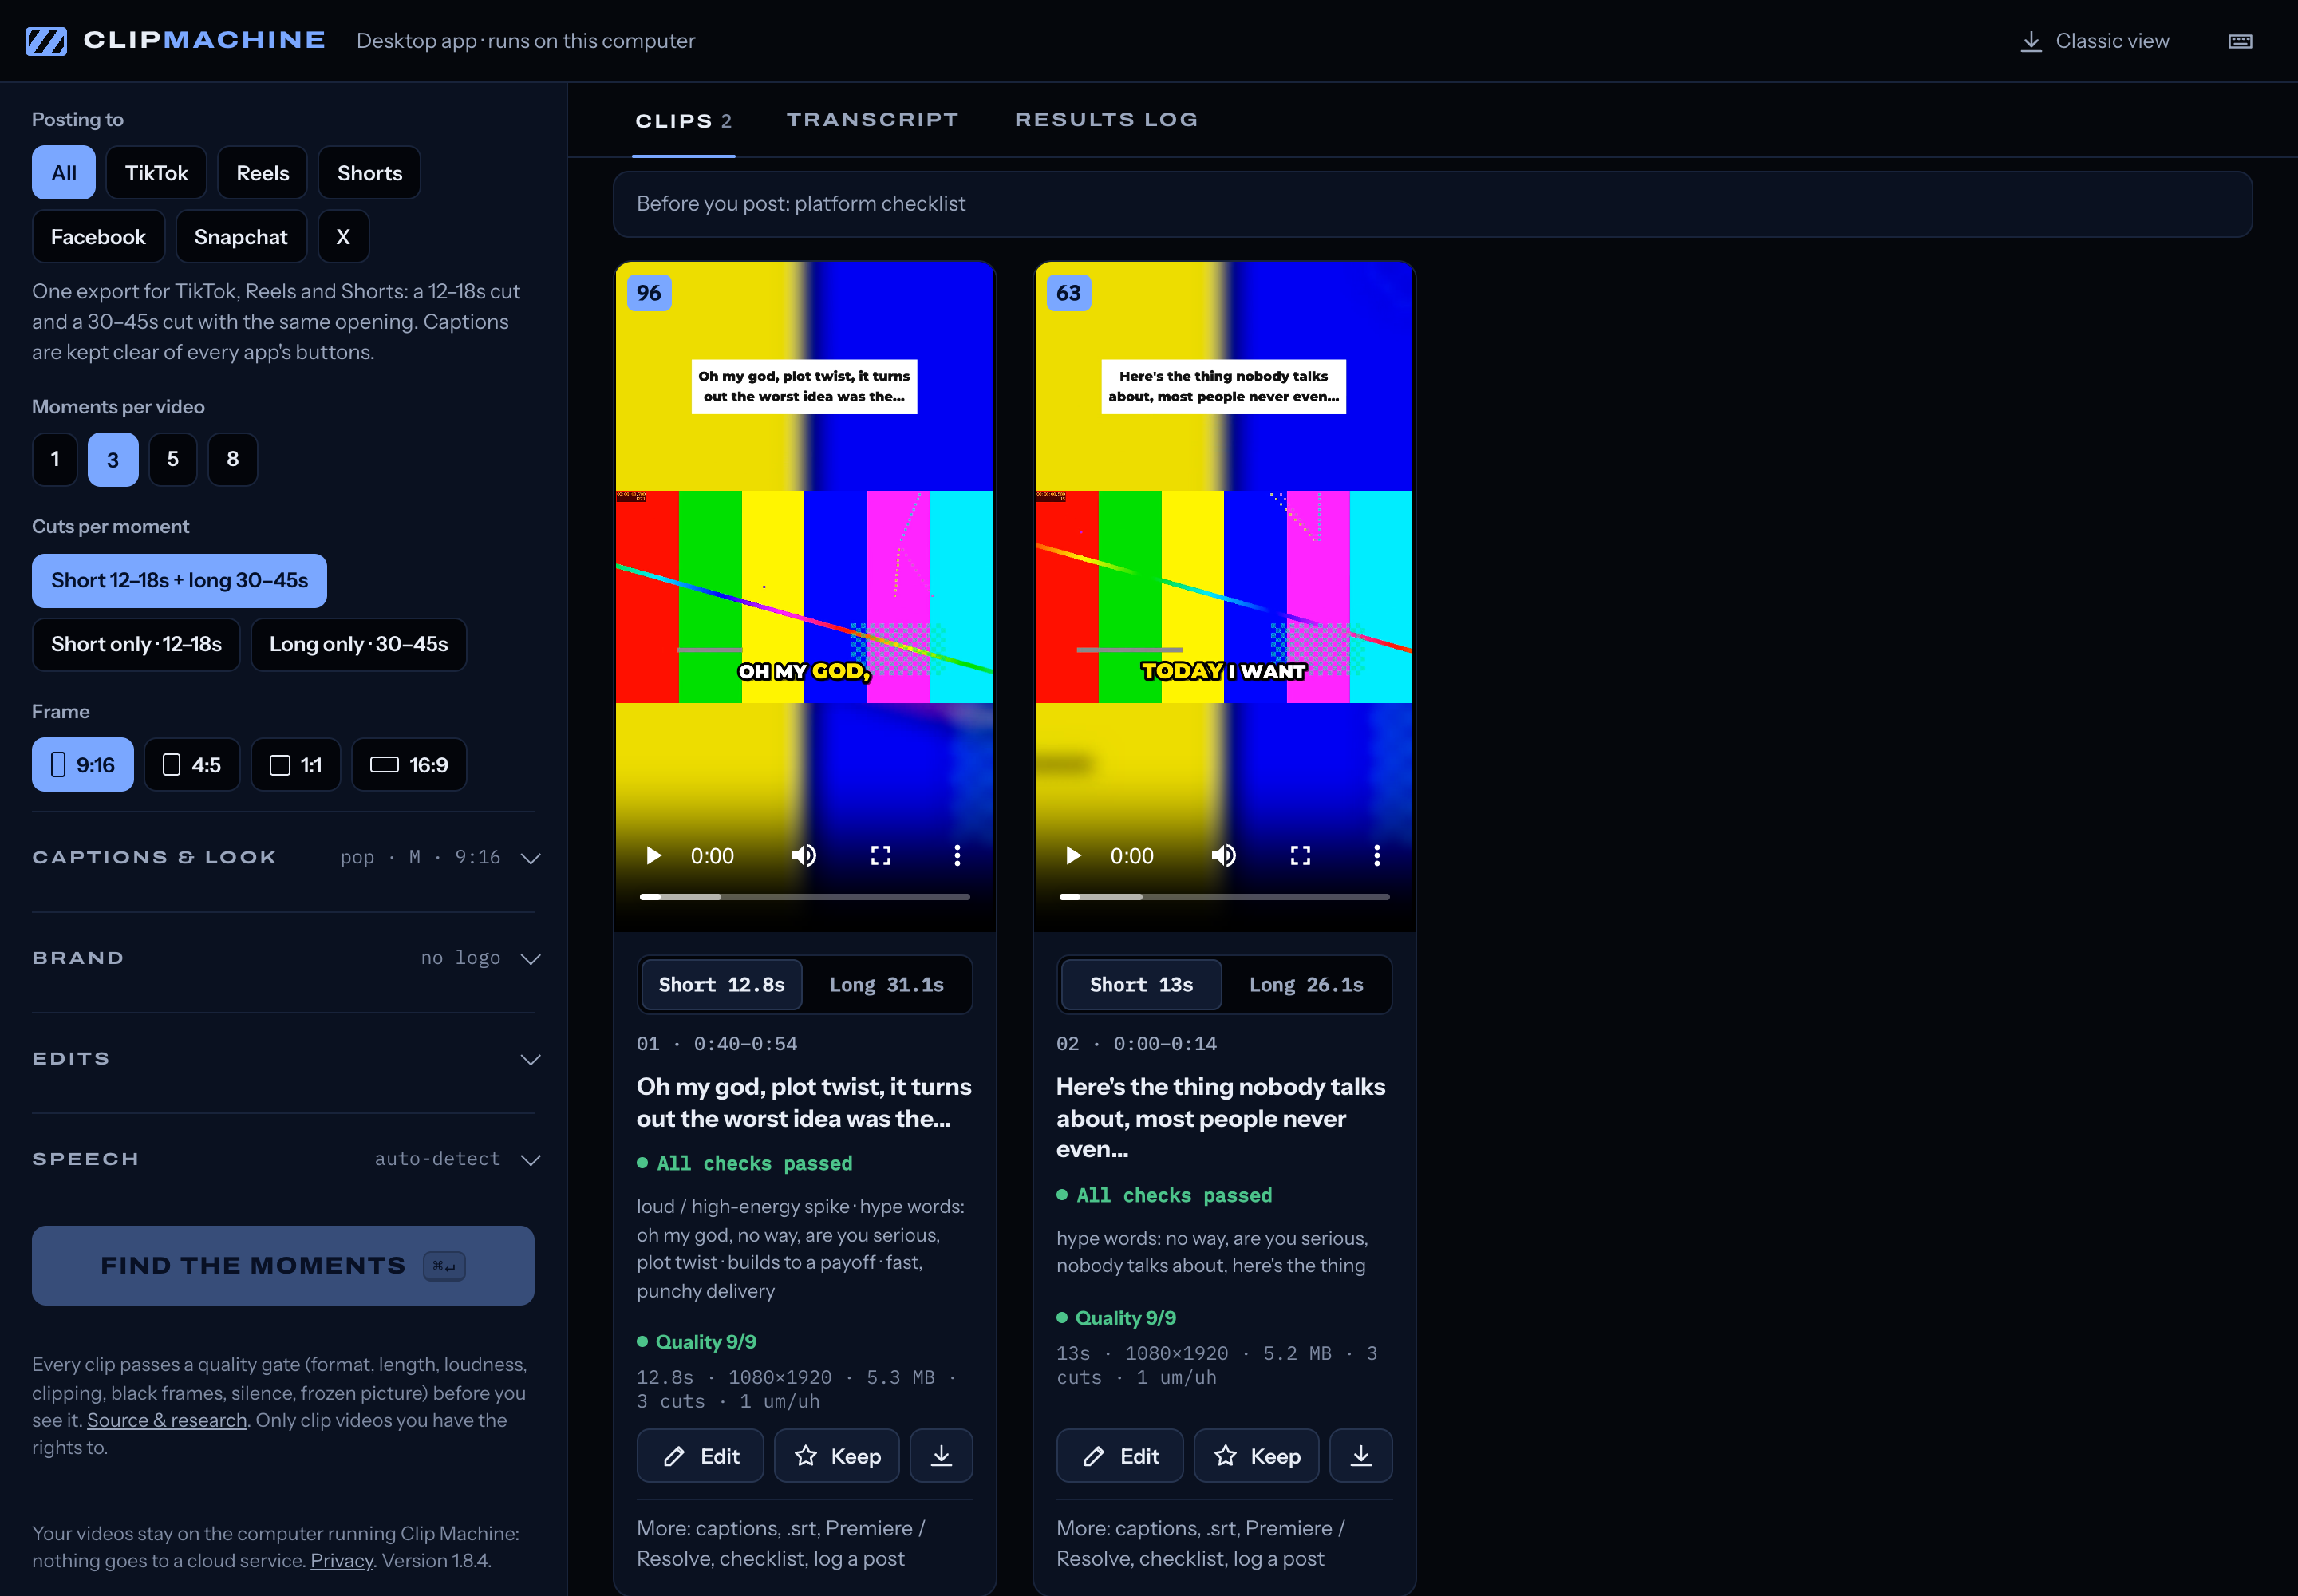 CLIPMACHINE
Desktop app · runs on this computer
Classic view
Posting to
All
TikTok
Reels
Shorts
Facebook
Snapchat
X
One export for TikTok, Reels and Shorts: a 12–18s cut
and a 30–45s cut with the same opening. Captions
are kept clear of every app's buttons.
Moments per video
1
3
5
8
Cuts per moment
Short 12–18s + long 30–45s
Short only · 12–18s
Long only · 30–45s
Frame
9:16
4:5
1:1
16:9
CAPTIONS & LOOK
pop · M · 9:16
BRAND
no logo
EDITS
SPEECH
auto-detect
FIND THE MOMENTS ⌘↵
Every clip passes a quality gate (format, length, loudness,
clipping, black frames, silence, frozen picture) before you
see it. Source & research. Only clip videos you have the
rights to.
Your videos stay on the computer running Clip Machine:
nothing goes to a cloud service. Privacy. Version 1.8.4.
CLIPS 2
TRANSCRIPT
RESULTS LOG
Before you post: platform checklist
96
Oh my god, plot twist, it turns
out the worst idea was the...
OH MY GOD,
0:00
Short 12.8s
Long 31.1s
01 · 0:40–0:54
Oh my god, plot twist, it turns
out the worst idea was the...
All checks passed
loud / high-energy spike · hype words:
oh my god, no way, are you serious,
plot twist · builds to a payoff · fast,
punchy delivery
Quality 9/9
12.8s · 1080×1920 · 5.3 MB ·
3 cuts · 1 um/uh
Edit
Keep
More: captions, .srt, Premiere /
Resolve, checklist, log a post
63
Here's the thing nobody talks
about, most people never even...
TODAY I WANT
0:00
Short 13s
Long 26.1s
02 · 0:00–0:14
Here's the thing nobody talks
about, most people never
even...
All checks passed
hype words: no way, are you serious,
nobody talks about, here's the thing
Quality 9/9
13s · 1080×1920 · 5.2 MB · 3
cuts · 1 um/uh
Edit
Keep
More: captions, .srt, Premiere /
Resolve, checklist, log a post